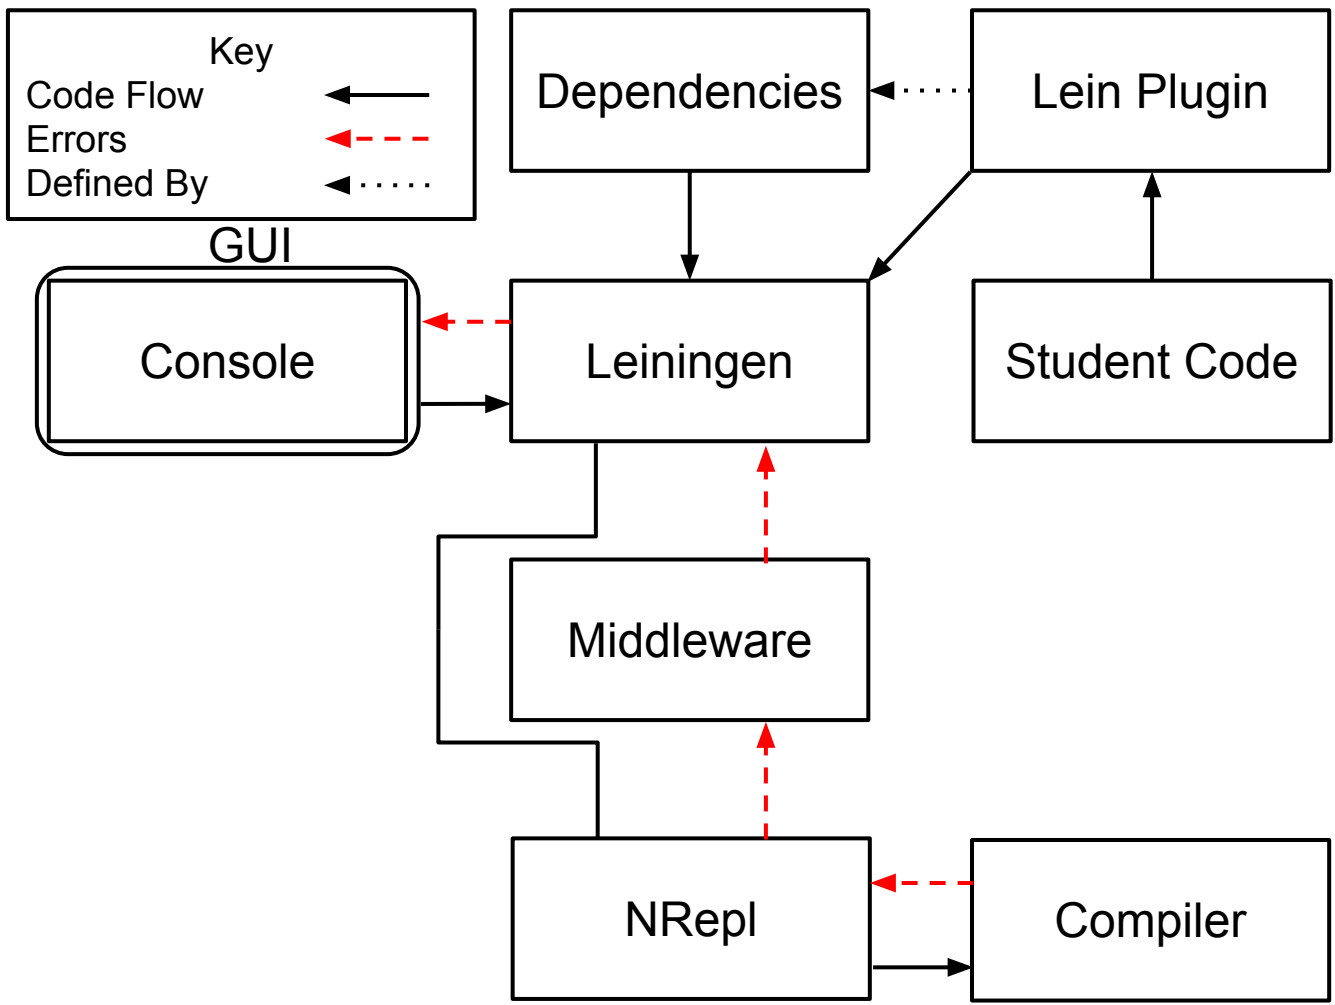 Key
Code Flow
Errors
Defined By
Dependencies
Lein Plugin
GUI
Console
Leiningen
Student Code
Middleware
NRepl
Compiler